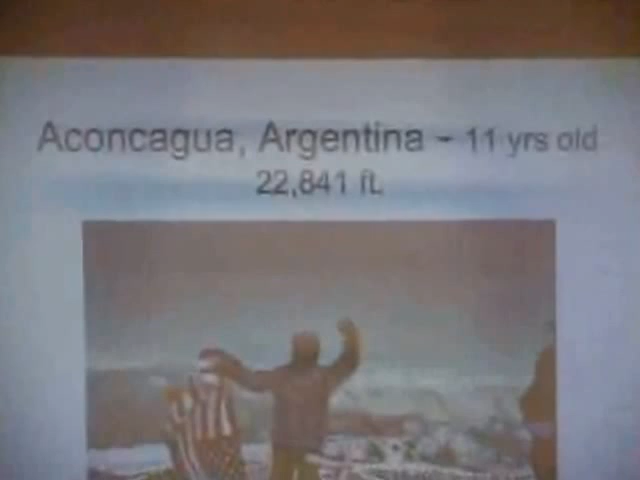 Aconcagua, Argentina - 11 yrs old
22,841 ft.